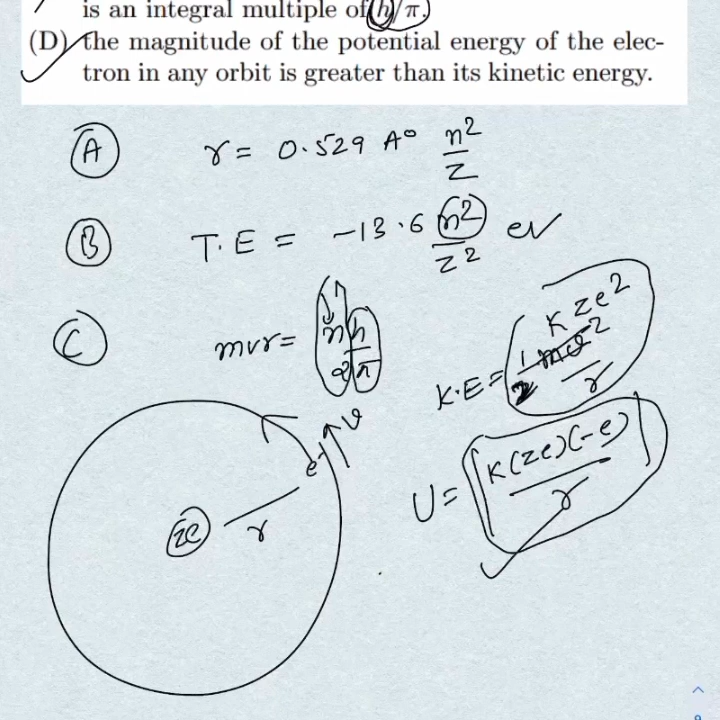 is an integral multiple of (h/π.)
(D) the magnitude of the potential energy of the elec-
tron in any orbit is greater than its kinetic energy.
(A) r = 0.529 A° n²/z
(B) T.E = -13.6 n²/z² eV
(C) mvr = n/2 h/π
K.E = 1/2 mv² K ze²/r
U = |K(ze)(-e)/r|
ze
r
e⁻
v